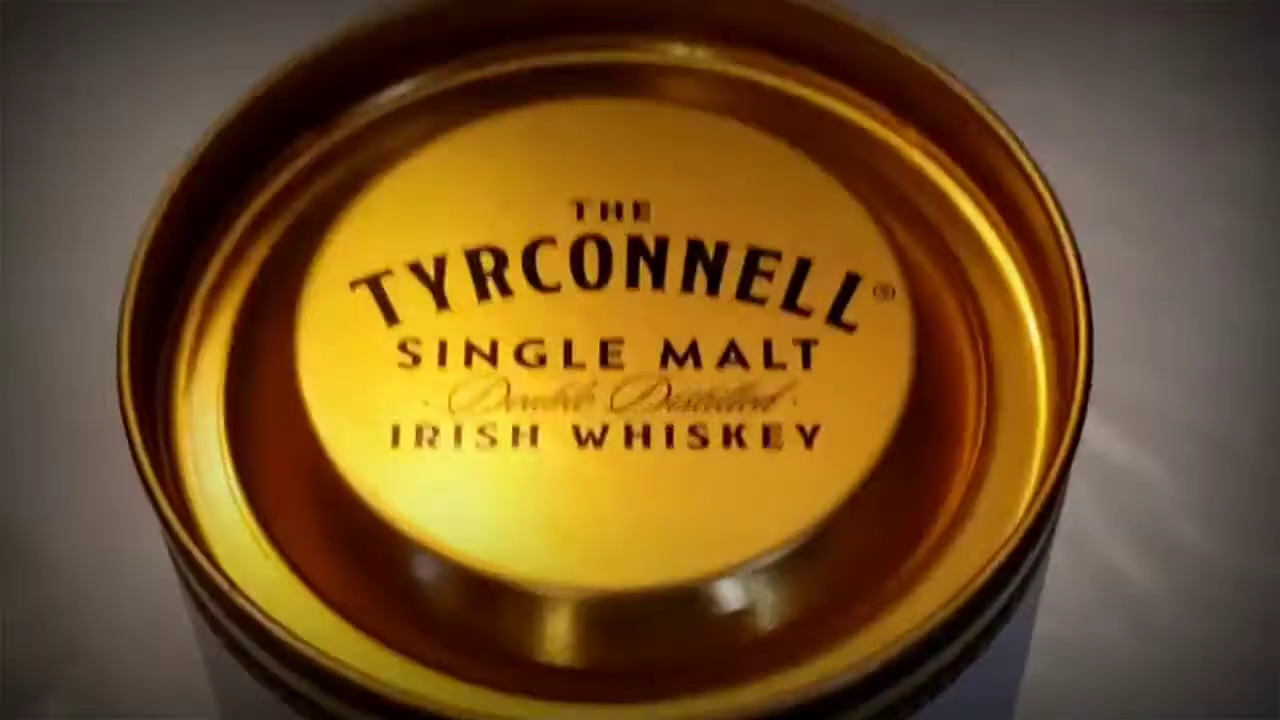 THE
TYRCONNELL®
SINGLE MALT
· Double Distilled ·
IRISH WHISKEY